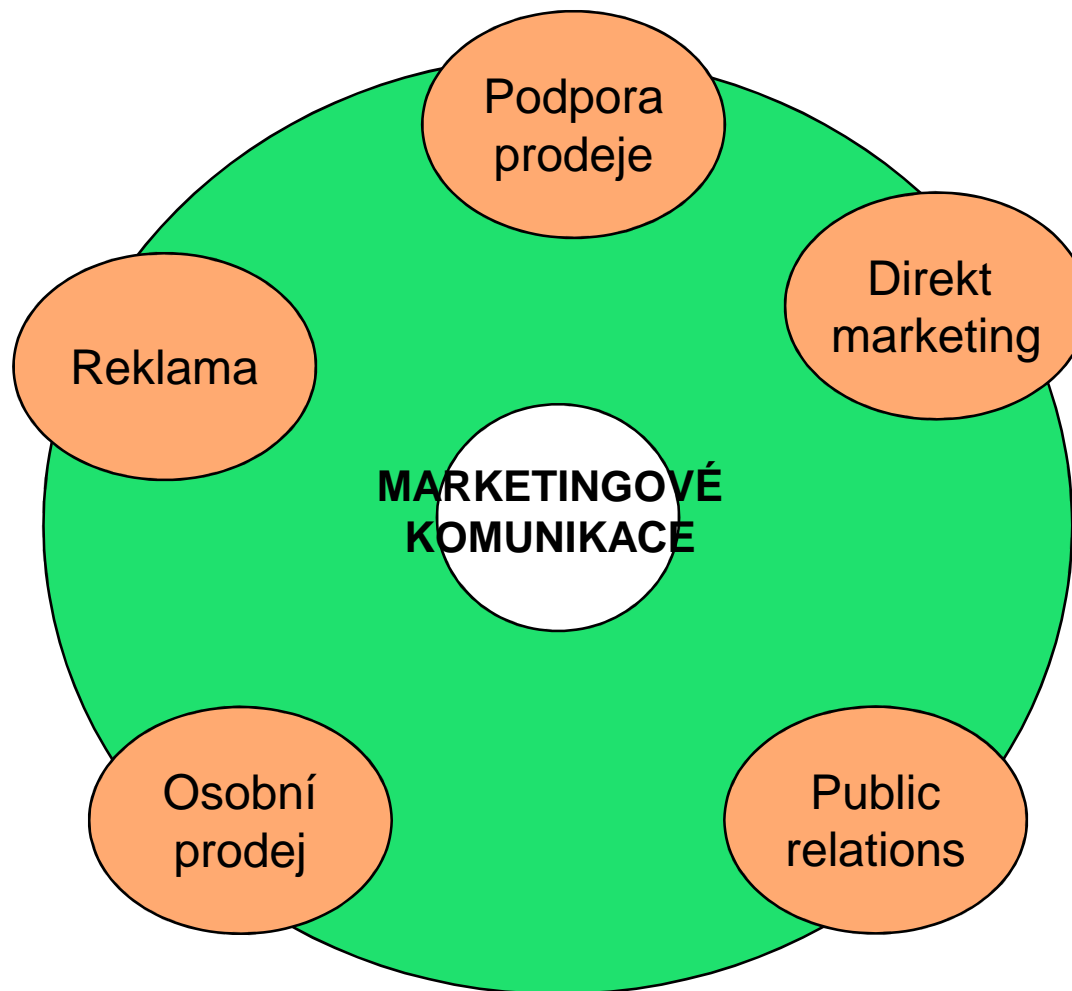 Podpora
prodeje
Direkt
marketing
Reklama
MARKETINGOVÉ
KOMUNIKACE
Osobní
prodej
Public
relations